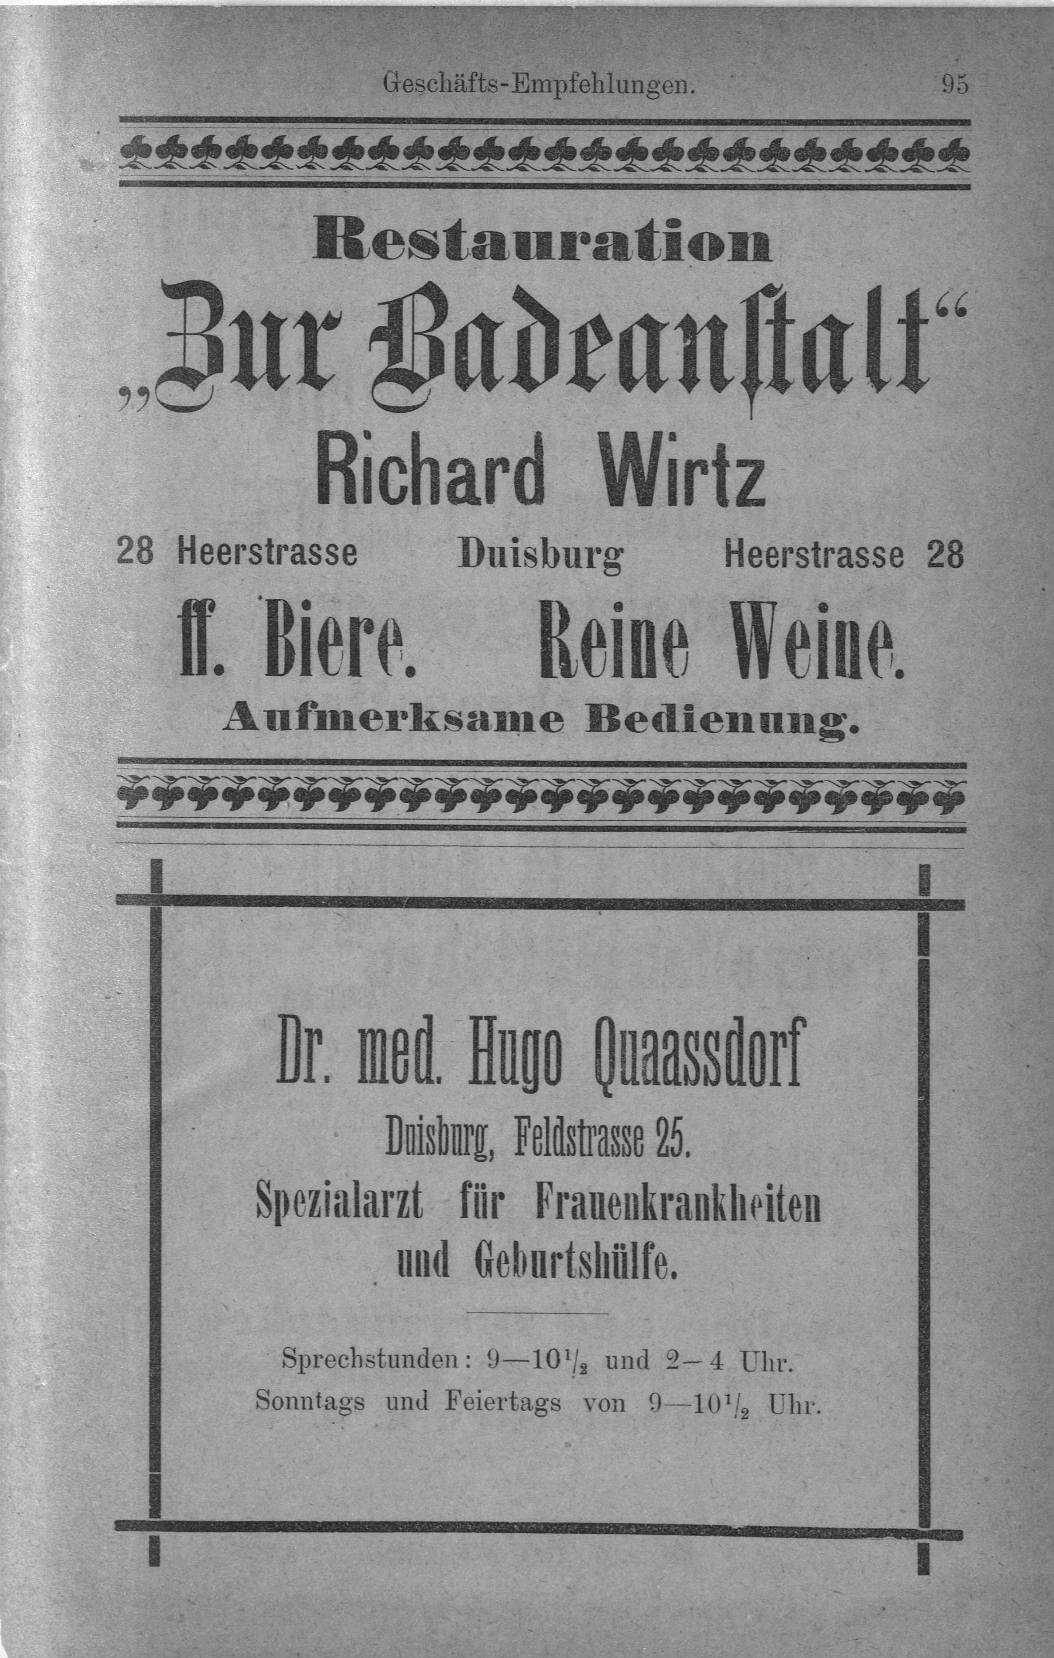 Geschäfts-Empfehlungen. 95
Restauration
„Zur Badeanſtalt“
Richard Wirtz
28 Heerstrasse Duisburg Heerstrasse 28
ff. Biere. Reine Weine.
Aufmerksame Bedienung.
Dr. med. Hugo Quaassdorf
Duisburg, Feldstrasse 25.
Spezialarzt für Frauenkrankheiten
und Geburtshülfe.
Sprechstunden: 9—10½ und 2—4 Uhr.
Sonntags und Feiertags von 9—10½ Uhr.